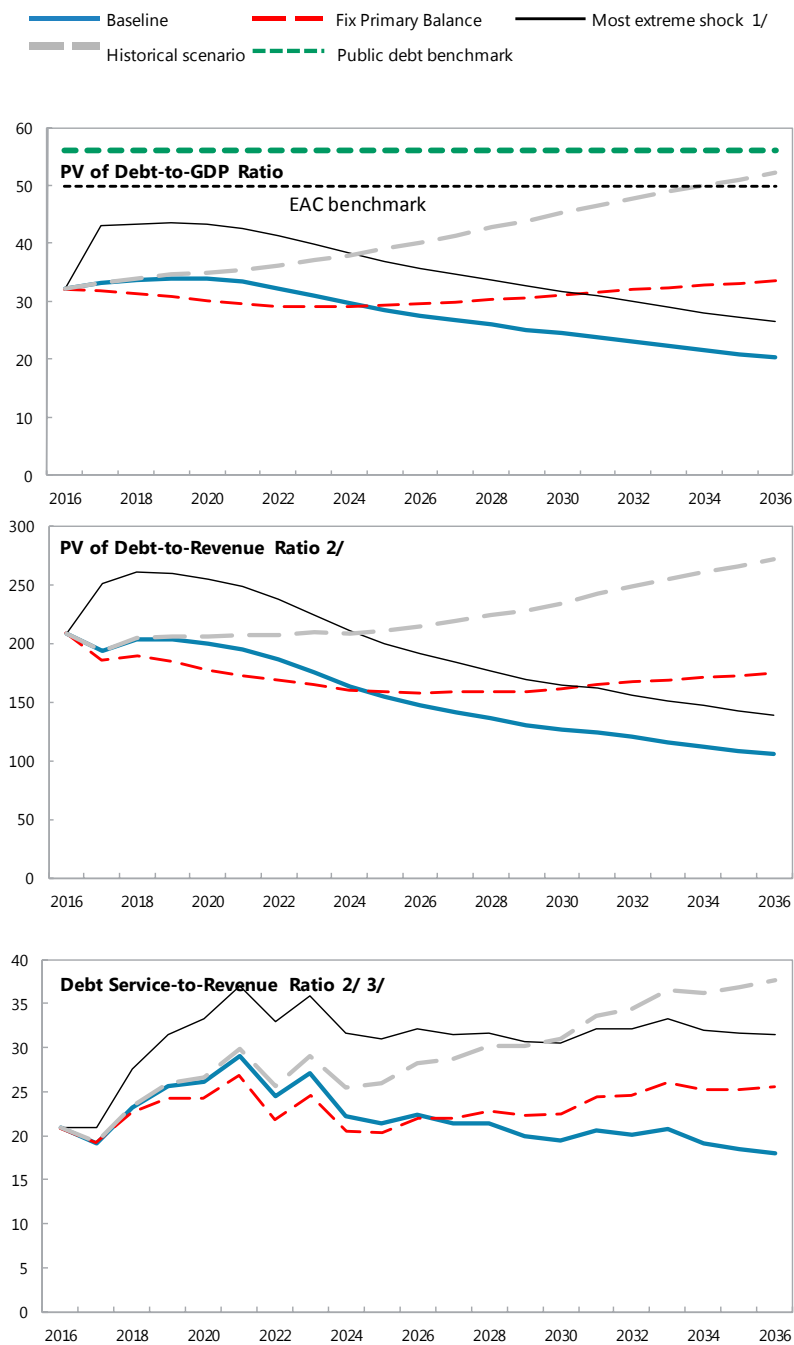 Baseline Fix Primary Balance Most extreme shock 1/
Historical scenario Public debt benchmark
60
PV of Debt-to-GDP Ratio
50
EAC benchmark
40
30
20
10
0
2016 2018 2020 2022 2024 2026 2028 2030 2032 2034 2036
300
PV of Debt-to-Revenue Ratio 2/
250
200
150
100
50
0
2016 2018 2020 2022 2024 2026 2028 2030 2032 2034 2036
40
Debt Service-to-Revenue Ratio 2/ 3/
35
30
25
20
15
10
5
0
2016 2018 2020 2022 2024 2026 2028 2030 2032 2034 2036